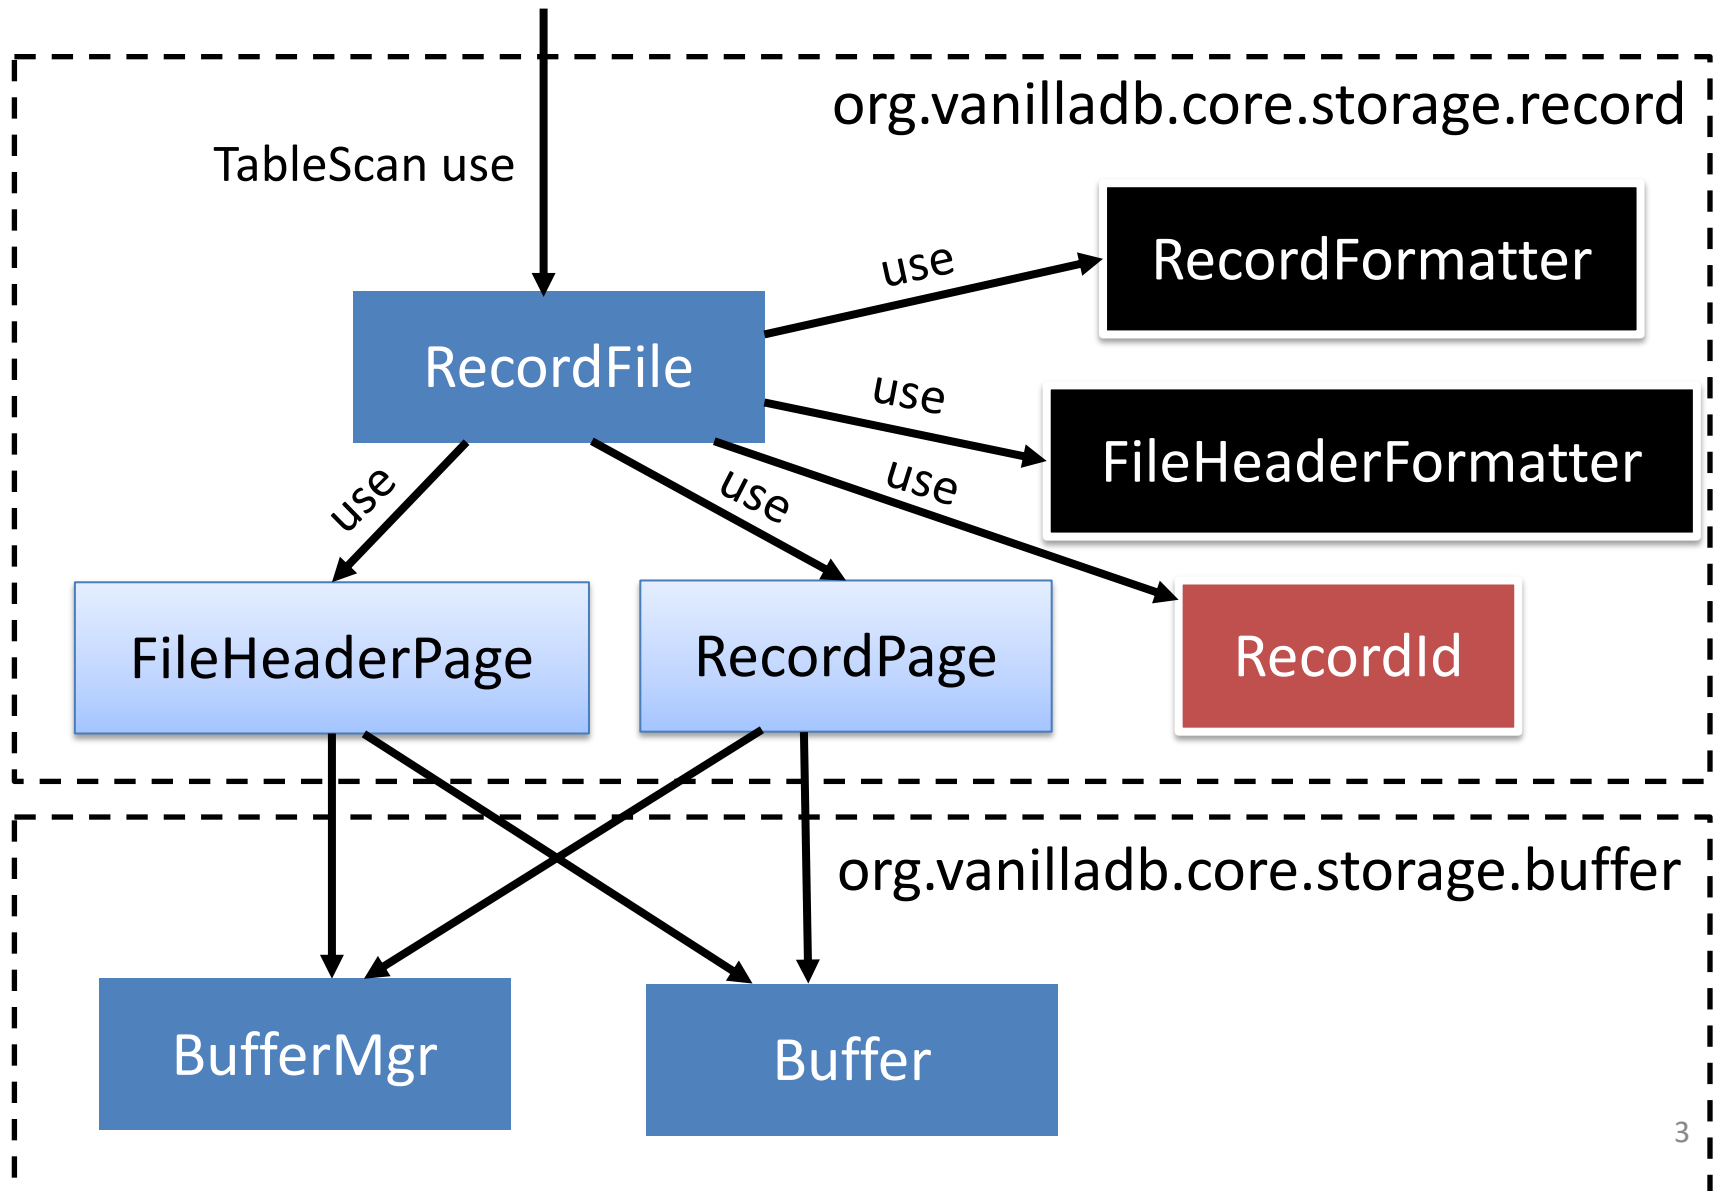 org.vanilladb.core.storage.record
TableScan use
RecordFormatter
use
RecordFile
use
FileHeaderFormatter
use
use
use
FileHeaderPage
RecordPage
RecordId
org.vanilladb.core.storage.buffer
BufferMgr
Buffer
3